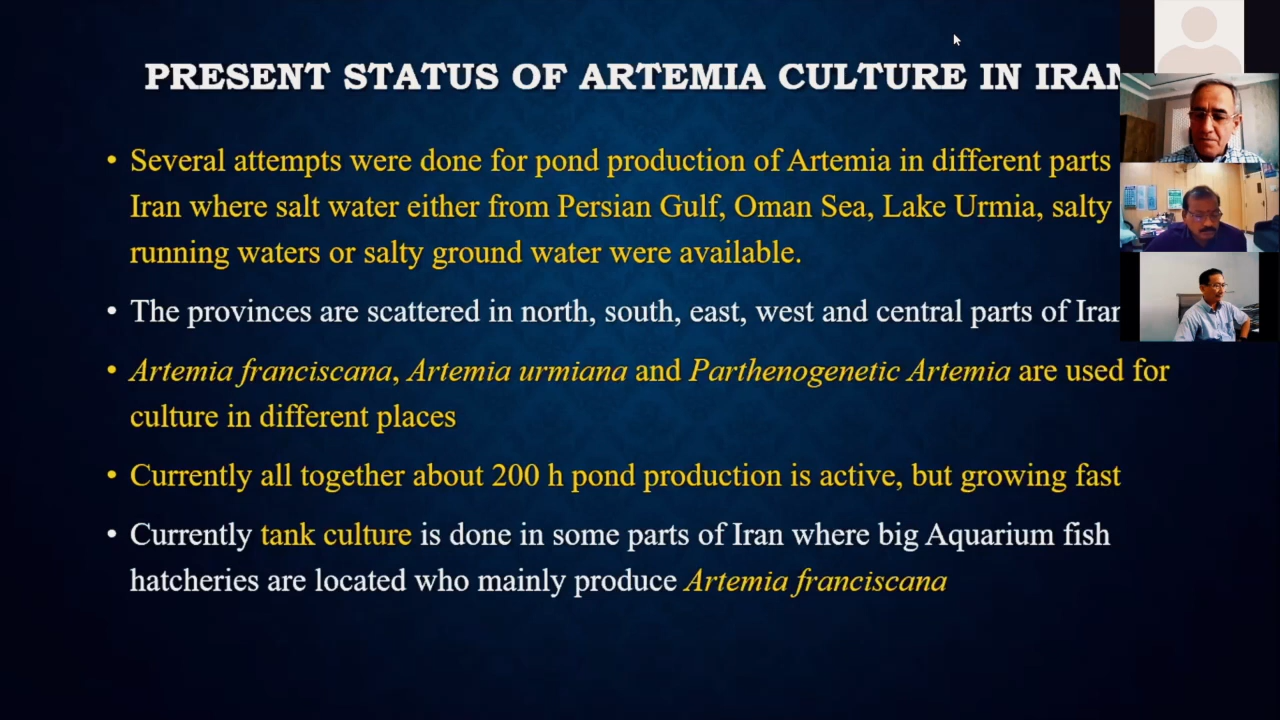 PRESENT STATUS OF ARTEMIA CULTURE IN IRAN
• Several attempts were done for pond production of Artemia in different parts
Iran where salt water either from Persian Gulf, Oman Sea, Lake Urmia, salty
running waters or salty ground water were available.
• The provinces are scattered in north, south, east, west and central parts of Iran
• Artemia franciscana, Artemia urmiana and Parthenogenetic Artemia are used for
culture in different places
• Currently all together about 200 h pond production is active, but growing fast
• Currently tank culture is done in some parts of Iran where big Aquarium fish
hatcheries are located who mainly produce Artemia franciscana